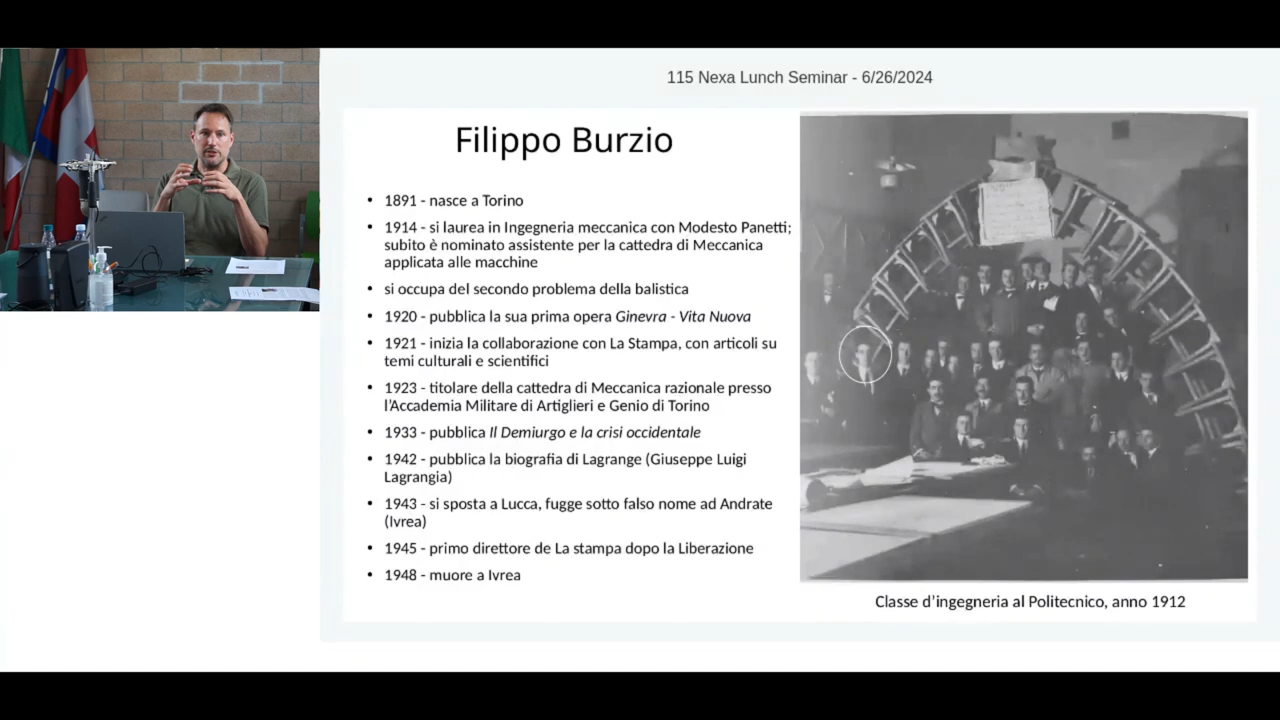 115 Nexa Lunch Seminar - 6/26/2024
Filippo Burzio
• 1891 - nasce a Torino
• 1914 - si laurea in Ingegneria meccanica con Modesto Panetti;
subito è nominato assistente per la cattedra di Meccanica
applicata alle macchine
• si occupa del secondo problema della balistica
• 1920 - pubblica la sua prima opera Ginevra - Vita Nuova
• 1921 - inizia la collaborazione con La Stampa, con articoli su
temi culturali e scientifici
• 1923 - titolare della cattedra di Meccanica razionale presso
l’Accademia Militare di Artiglieri e Genio di Torino
• 1933 - pubblica Il Demiurgo e la crisi occidentale
• 1942 - pubblica la biografia di Lagrange (Giuseppe Luigi
Lagrangia)
• 1943 - si sposta a Lucca, fugge sotto falso nome ad Andrate
(Ivrea)
• 1945 - primo direttore de La stampa dopo la Liberazione
• 1948 - muore a Ivrea
Classe d’ingegneria al Politecnico, anno 1912